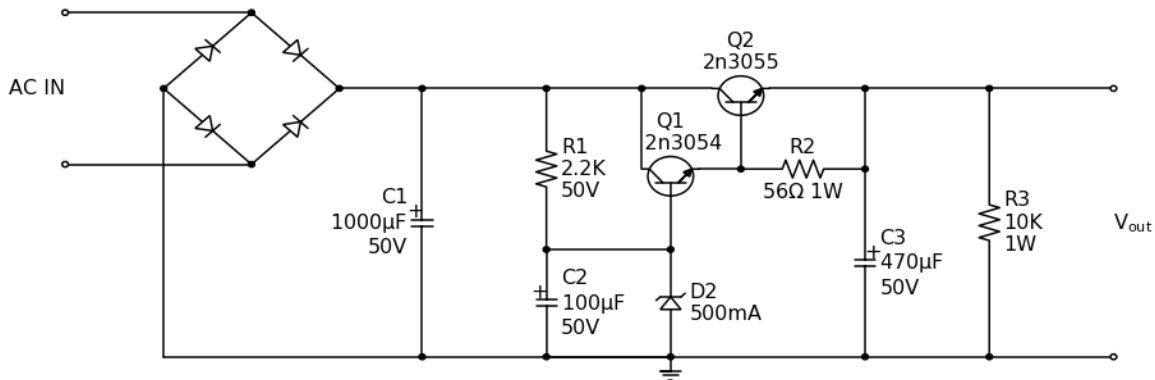 AC IN
C1
1000µF
50V
R1
2.2K
50V
C2
100µF
50V
Q1
2n3054
Q2
2n3055
D2
500mA
R2
56Ω 1W
C3
470µF
50V
R3
10K
1W
Vout
+
+
+